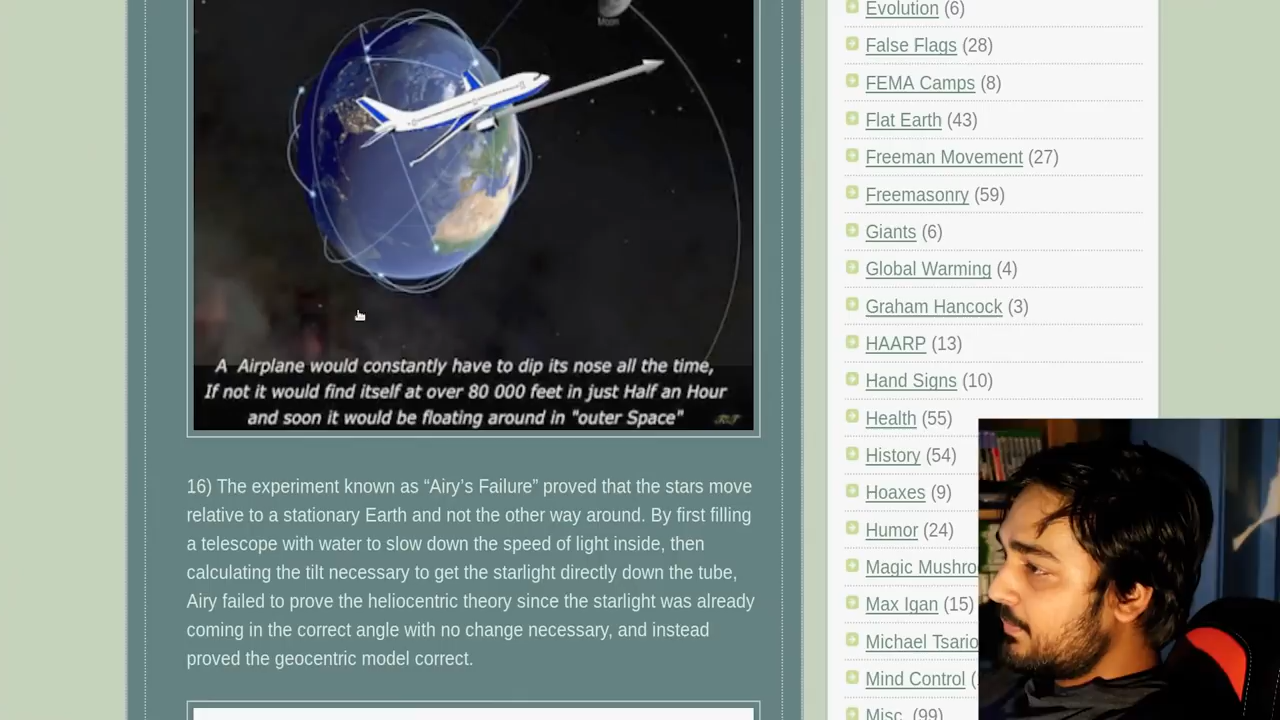 Moon
A Airplane would constantly have to dip its nose all the time,
If not it would find itself at over 80 000 feet in just Half an Hour
and soon it would be floating around in "outer Space"
16) The experiment known as “Airy’s Failure” proved that the stars move
relative to a stationary Earth and not the other way around. By first filling
a telescope with water to slow down the speed of light inside, then
calculating the tilt necessary to get the starlight directly down the tube,
Airy failed to prove the heliocentric theory since the starlight was already
coming in the correct angle with no change necessary, and instead
proved the geocentric model correct.
Evolution (6)
False Flags (28)
FEMA Camps (8)
Flat Earth (43)
Freeman Movement (27)
Freemasonry (59)
Giants (6)
Global Warming (4)
Graham Hancock (3)
HAARP (13)
Hand Signs (10)
Health (55)
History (54)
Hoaxes (9)
Humor (24)
Magic Mushro
Max Igan (15)
Michael Tsario
Mind Control (
Misc. (99)